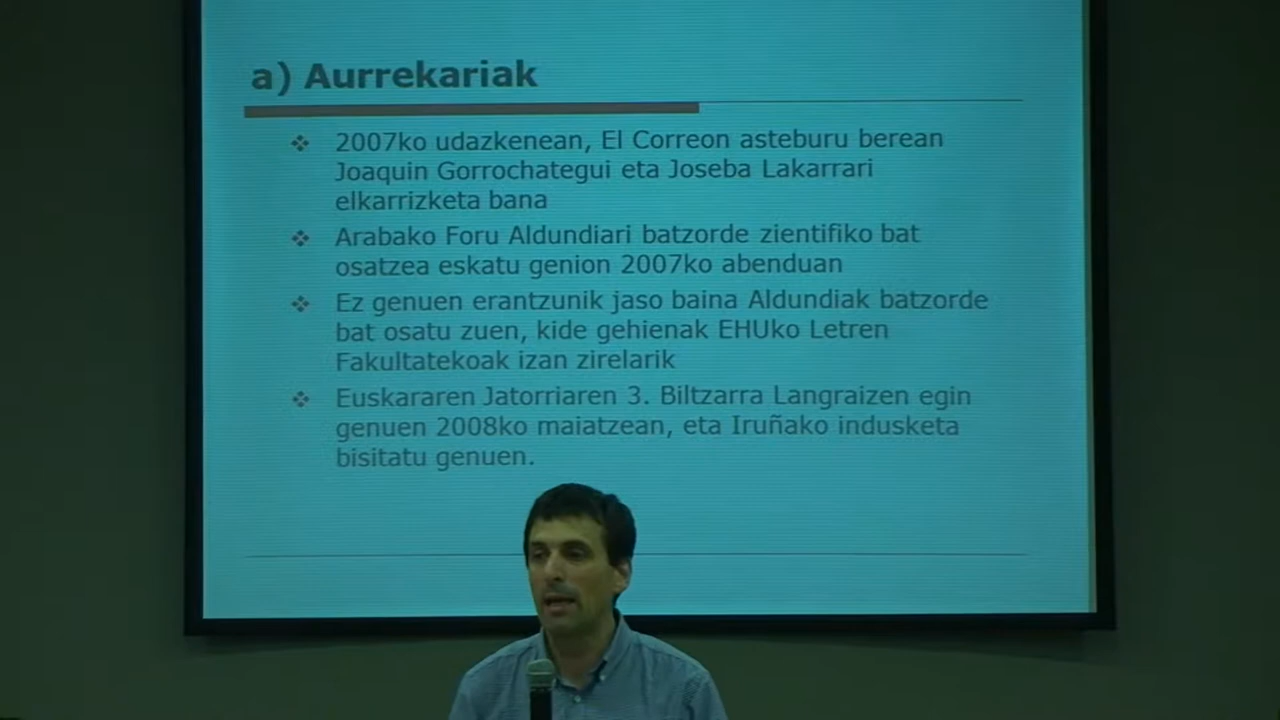 a) Aurrekariak
2007ko udazkenean, El Correon asteburu berean
Joaquin Gorrochategui eta Joseba Lakarrari
elkarrizketa bana
Arabako Foru Aldundiari batzorde zientifiko bat
osatzea eskatu genion 2007ko abenduan
Ez genuen erantzunik jaso baina Aldundiak batzorde
bat osatu zuen, kide gehienak EHUko Letren
Fakultatekoak izan zirelarik
Euskararen Jatorriaren 3. Biltzarra Langraizen egin
genuen 2008ko maiatzean, eta Iruñako indusketa
bisitatu genuen.